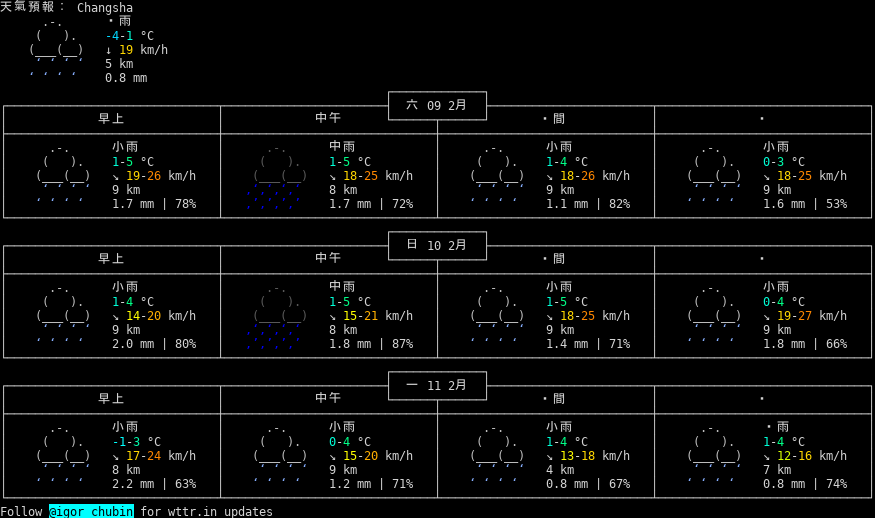 天氣預報： Changsha
・雨
-4-1 °C
↓ 19 km/h
5 km
0.8 mm
六 09 2月
早上 中午 ・間 ・
小雨 中雨 小雨 小雨
1-5 °C 1-5 °C 1-4 °C 0-3 °C
↘ 19-26 km/h ↘ 18-25 km/h ↘ 18-26 km/h ↘ 18-25 km/h
9 km 8 km 9 km 9 km
1.7 mm | 78% 1.7 mm | 72% 1.1 mm | 82% 1.6 mm | 53%
日 10 2月
早上 中午 ・間 ・
小雨 中雨 小雨 小雨
1-4 °C 1-5 °C 1-5 °C 0-4 °C
↘ 14-20 km/h ↘ 15-21 km/h ↘ 18-25 km/h ↘ 19-27 km/h
9 km 8 km 9 km 9 km
2.0 mm | 80% 1.8 mm | 87% 1.4 mm | 71% 1.8 mm | 66%
一 11 2月
早上 中午 ・間 ・
小雨 小雨 小雨 ・雨
-1-3 °C 0-4 °C 1-4 °C 1-4 °C
↘ 17-24 km/h ↘ 15-20 km/h ↘ 13-18 km/h ↘ 12-16 km/h
8 km 9 km 4 km 7 km
2.2 mm | 63% 1.2 mm | 71% 0.8 mm | 67% 0.8 mm | 74%
Follow @igor_chubin for wttr.in updates